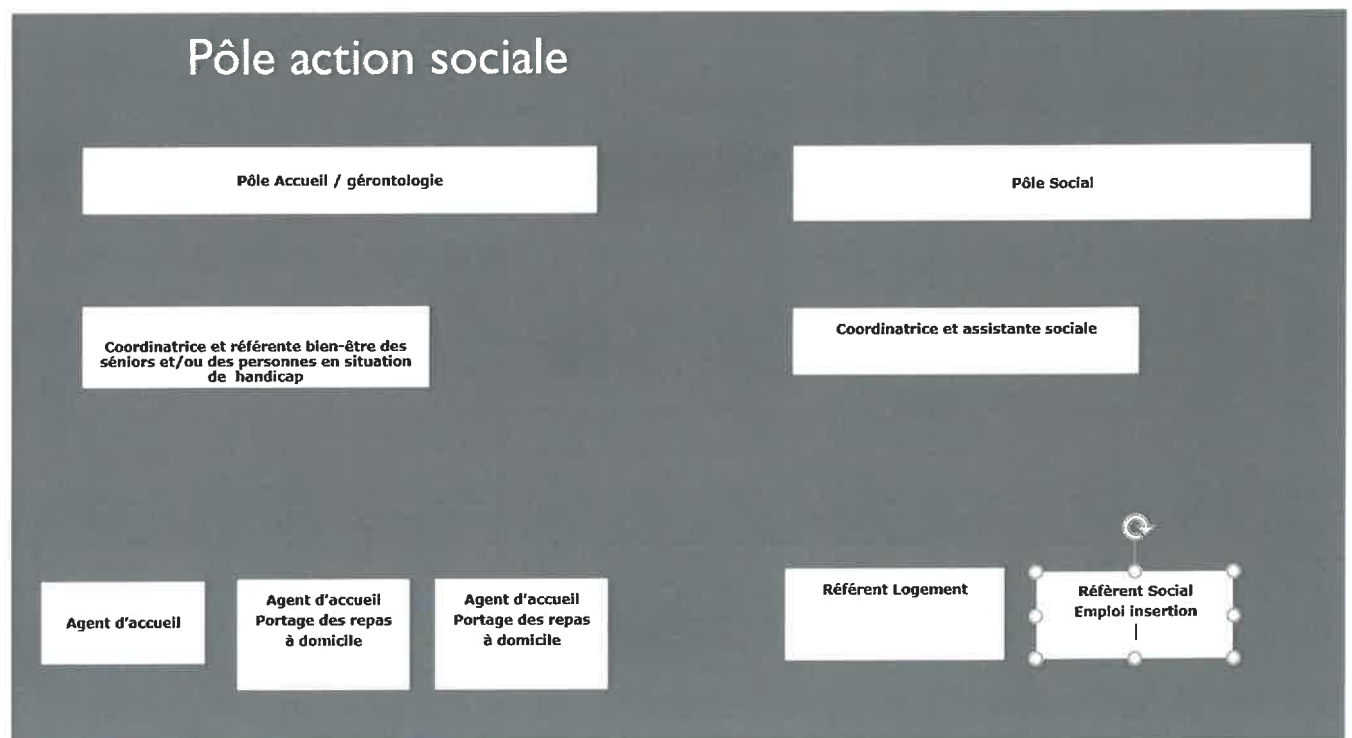 Pôle action sociale
Pôle Accueil / gérontologie
Pôle Social
Coordinatrice et référente bien-être des
séniors et/ou des personnes en situation
de handicap
Coordinatrice et assistante sociale
Agent d'accueil
Agent d'accueil
Portage des repas
à domicile
Agent d'accueil
Portage des repas
à domicile
Référent Logement
Réfèrent Social
Emploi insertion